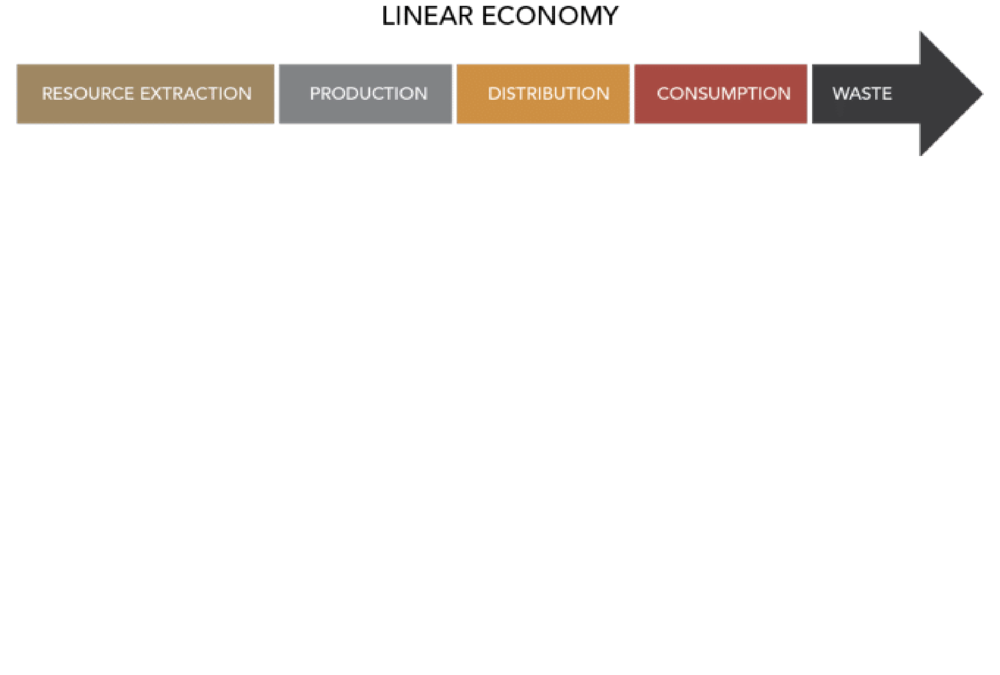 LINEAR ECONOMY
RESOURCE EXTRACTION PRODUCTION DISTRIBUTION CONSUMPTION WASTE